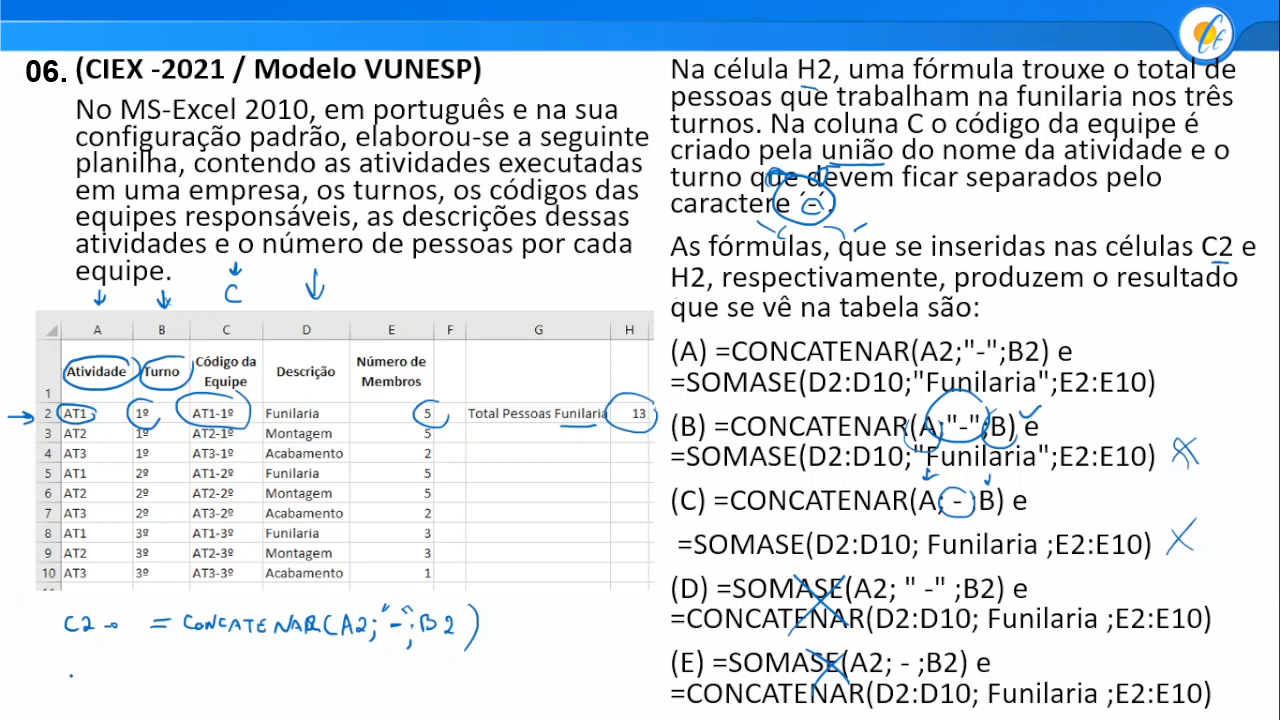 06. (CIEX -2021 / Modelo VUNESP)
No MS-Excel 2010, em português e na sua
configuração padrão, elaborou-se a seguinte
planilha, contendo as atividades executadas
em uma empresa, os turnos, os códigos das
equipes responsáveis, as descrições dessas
atividades e o número de pessoas por cada
equipe.
C
A B C D E F G H
Atividade Turno Código da Equipe Descrição Número de Membros
1
2 AT1 1º AT1-1º Funilaria 5 Total Pessoas Funilaria 13
3 AT2 1º AT2-1º Montagem 5
4 AT3 1º AT3-1º Acabamento 2
5 AT1 2º AT1-2º Funilaria 5
6 AT2 2º AT2-2º Montagem 5
7 AT3 2º AT3-2º Acabamento 2
8 AT1 3º AT1-3º Funilaria 3
9 AT2 3º AT2-3º Montagem 3
10 AT3 3º AT3-3º Acabamento 1
C2 → = CONCATENAR(A2;"-";B2)
Na célula H2, uma fórmula trouxe o total de
pessoas que trabalham na funilaria nos três
turnos. Na coluna C o código da equipe é
criado pela união do nome da atividade e o
turno que devem ficar separados pelo
caractere ´-´.
As fórmulas, que se inseridas nas células C2 e
H2, respectivamente, produzem o resultado
que se vê na tabela são:
(A) =CONCATENAR(A2;"-";B2) e
=SOMASE(D2:D10;"Funilaria";E2:E10)
(B) =CONCATENAR(A;"-";B) e
=SOMASE(D2:D10;"Funilaria";E2:E10)
(C) =CONCATENAR(A; - ;B) e
=SOMASE(D2:D10; Funilaria ;E2:E10)
(D) =SOMASE(A2; " -" ;B2) e
=CONCATENAR(D2:D10; Funilaria ;E2:E10)
(E) =SOMASE(A2; - ;B2) e
=CONCATENAR(D2:D10; Funilaria ;E2:E10)